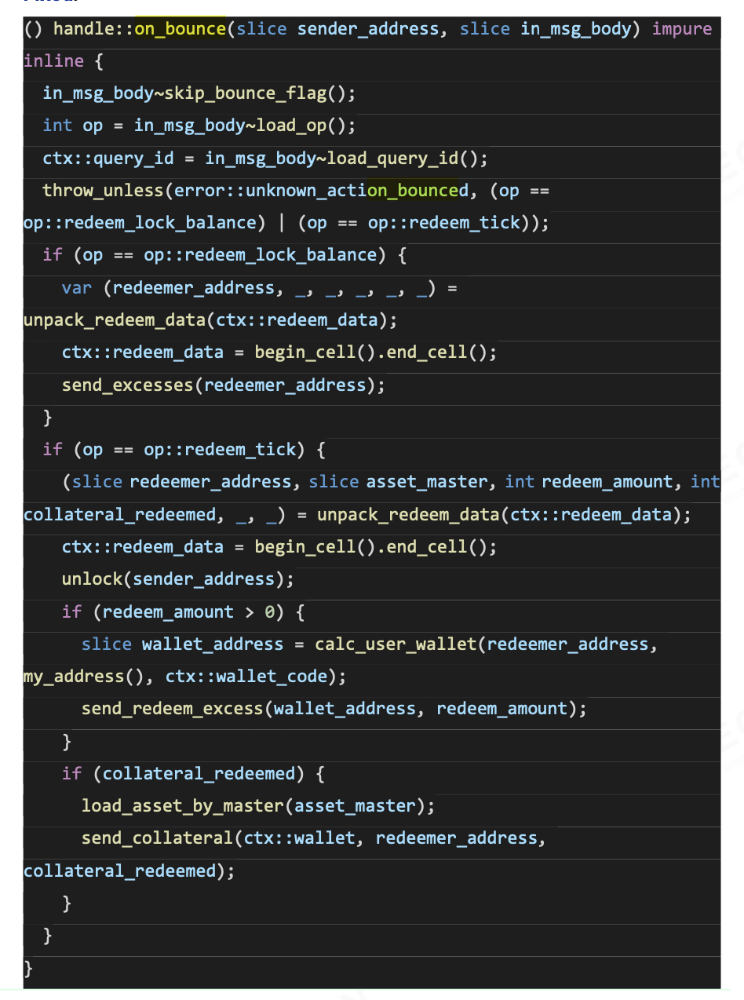 () handle::on_bounce(slice sender_address, slice in_msg_body) impure
inline {
in_msg_body~skip_bounce_flag();
int op = in_msg_body~load_op();
ctx::query_id = in_msg_body~load_query_id();
throw_unless(error::unknown_action_bounced, (op ==
op::redeem_lock_balance) | (op == op::redeem_tick));
if (op == op::redeem_lock_balance) {
var (redeemer_address, _, _, _, _, _) =
unpack_redeem_data(ctx::redeem_data);
ctx::redeem_data = begin_cell().end_cell();
send_excesses(redeemer_address);
}
if (op == op::redeem_tick) {
(slice redeemer_address, slice asset_master, int redeem_amount, int
collateral_redeemed, _, _) = unpack_redeem_data(ctx::redeem_data);
ctx::redeem_data = begin_cell().end_cell();
unlock(sender_address);
if (redeem_amount > 0) {
slice wallet_address = calc_user_wallet(redeemer_address,
my_address(), ctx::wallet_code);
send_redeem_excess(wallet_address, redeem_amount);
}
if (collateral_redeemed) {
load_asset_by_master(asset_master);
send_collateral(ctx::wallet, redeemer_address,
collateral_redeemed);
}
}
}